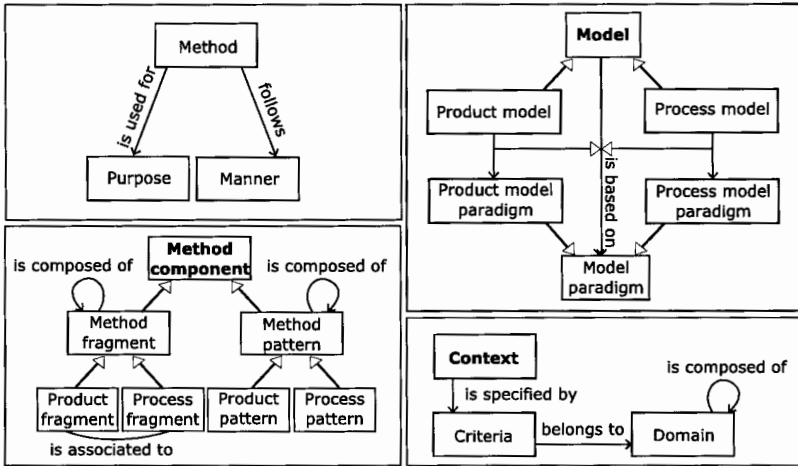 Method
is used for
follows
Purpose
Manner
Model
Product model
Process model
is based on
Product model
paradigm
Process model
paradigm
Model
paradigm
Method
component
is composed of
is composed of
Method
fragment
Method
pattern
Product
fragment
Process
fragment
Product
pattern
Process
pattern
is associated to
Context
is specified by
is composed of
Criteria
belongs to
Domain